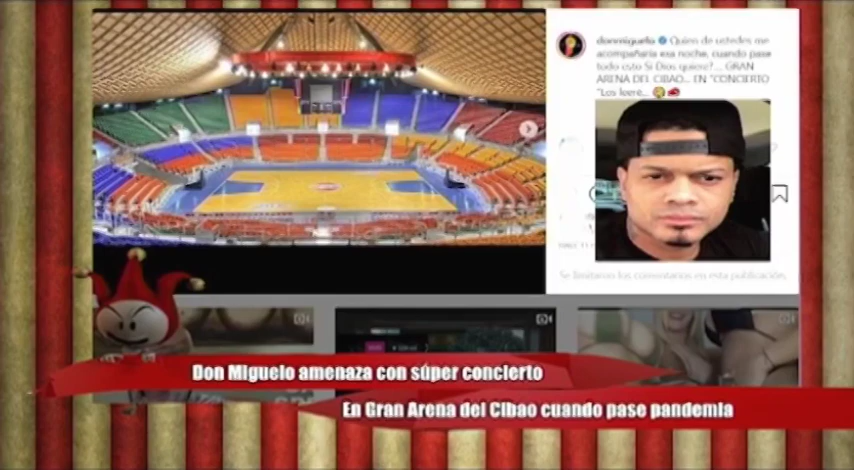 donmiguelo Quien de ustedes me
acompañaria esa noche, cuando pase
todo esto Si Dios quiere?... GRAN
ARENA DEL CIBAO... EN "CONCIERTO
"Los leere...
Se limitaron los comentarios en esta publicación
Don Miguelo amenaza con súper concierto
En Gran Arena del Cibao cuando pase pandemia